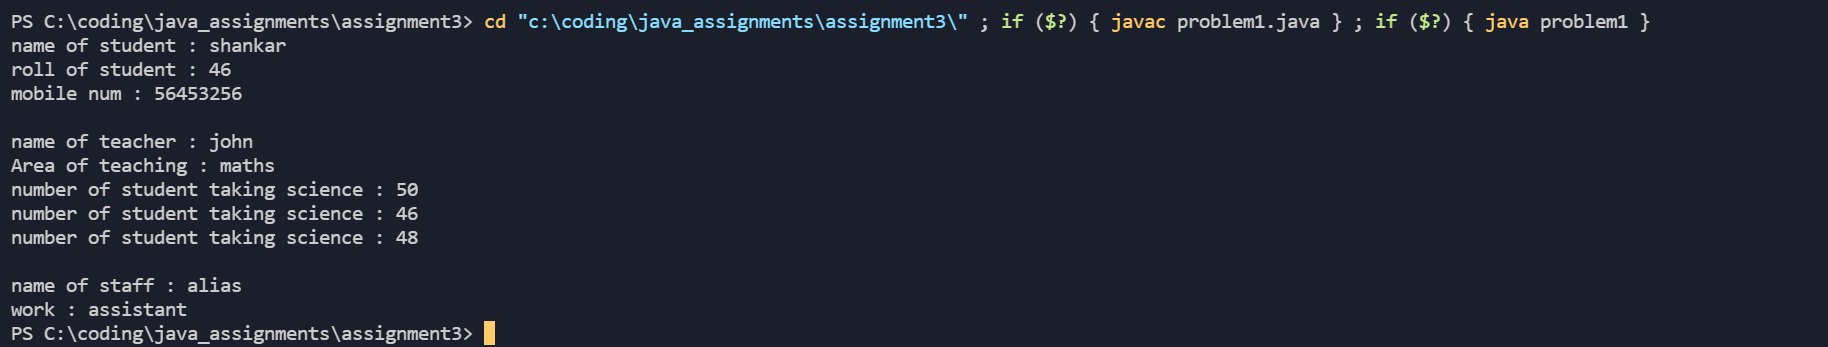 PS C:\coding\java_assignments\assignment3> cd "c:\coding\java_assignments\assignment3\" ; if ($?) { javac problem1.java } ; if ($?) { java problem1 }
name of student : shankar
roll of student : 46
mobile num : 56453256
name of teacher : john
Area of teaching : maths
number of student taking science : 50
number of student taking science : 46
number of student taking science : 48
name of staff : alias
work : assistant
PS C:\coding\java_assignments\assignment3>